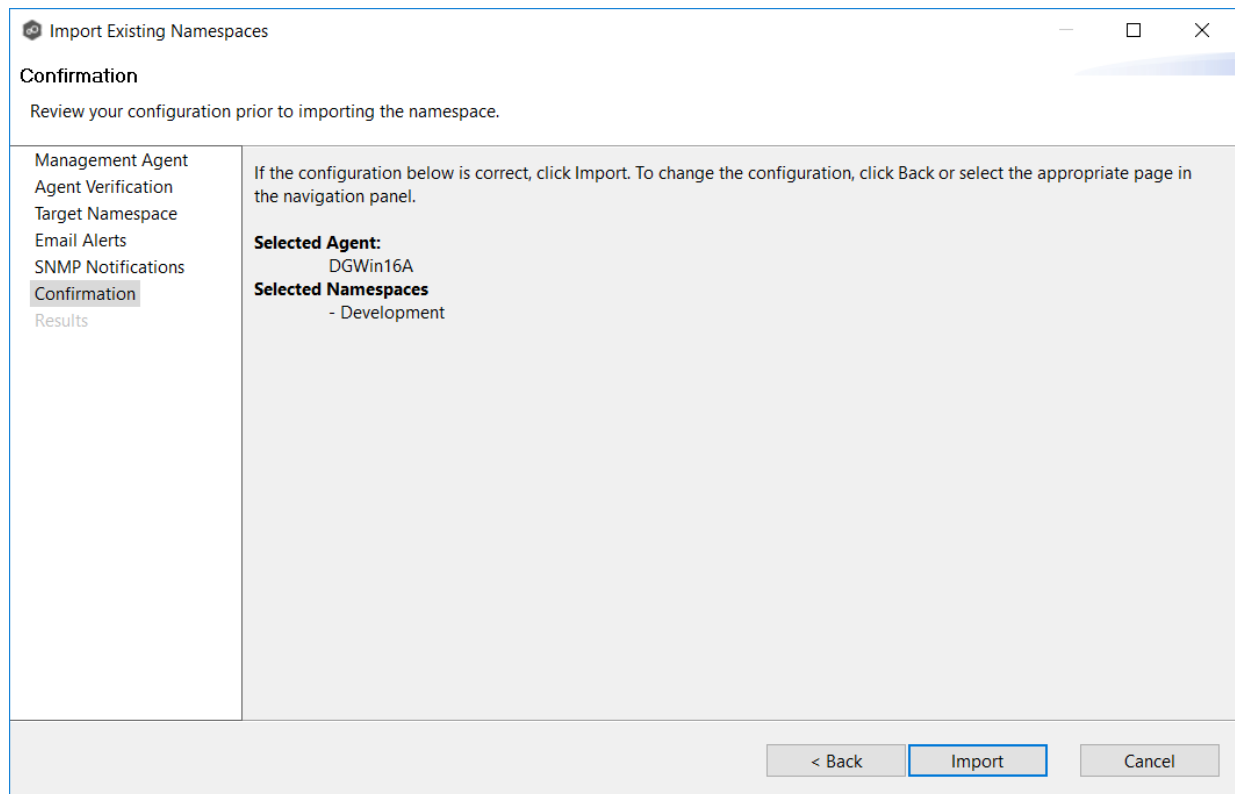 Import Existing Namespaces
Confirmation
Review your configuration prior to importing the namespace.
Management Agent
Agent Verification
Target Namespace
Email Alerts
SNMP Notifications
Confirmation
Results
If the configuration below is correct, click Import. To change the configuration, click Back or select the appropriate page in
the navigation panel.
Selected Agent:
DGWin16A
Selected Namespaces
- Development
< Back
Import
Cancel